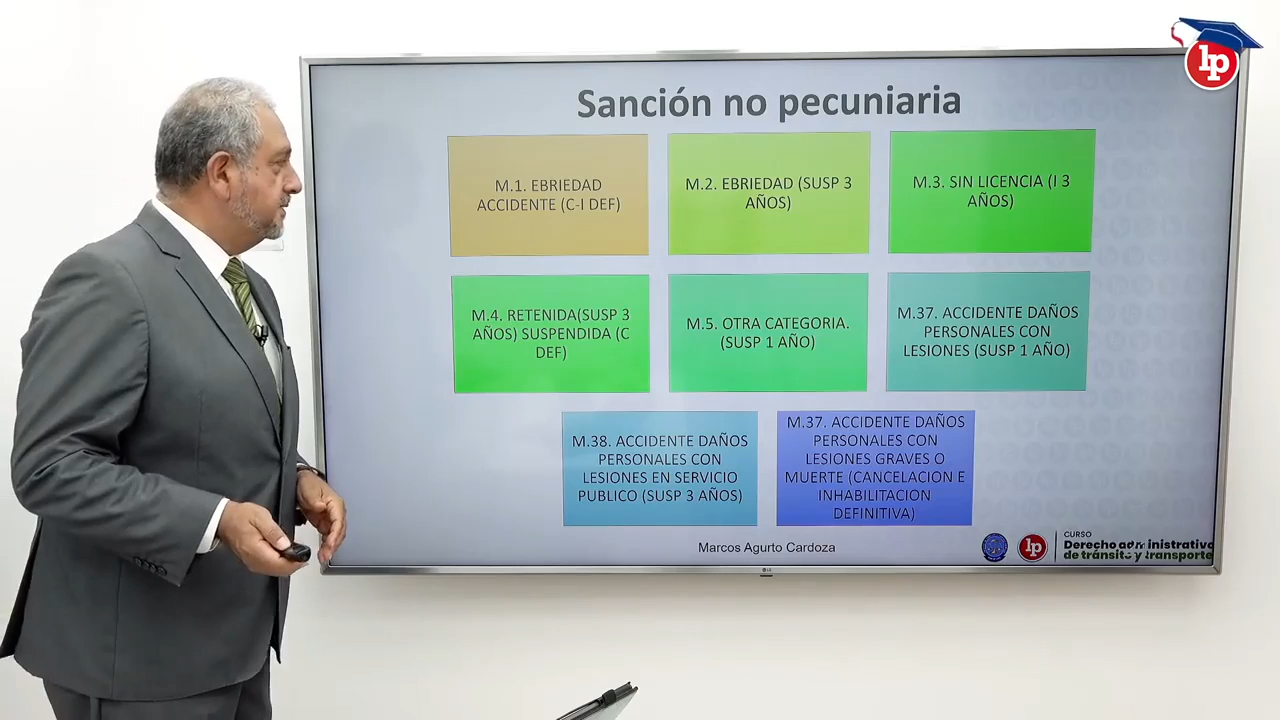 lp
Sanción no pecuniaria
M.1. EBRIEDAD
ACCIDENTE (C-I DEF)
M.2. EBRIEDAD (SUSP 3
AÑOS)
M.3. SIN LICENCIA (I 3
AÑOS)
M.4. RETENIDA(SUSP 3
AÑOS) SUSPENDIDA (C
DEF)
M.5. OTRA CATEGORIA.
(SUSP 1 AÑO)
M.37. ACCIDENTE DAÑOS
PERSONALES CON
LESIONES (SUSP 1 AÑO)
M.38. ACCIDENTE DAÑOS
PERSONALES CON
LESIONES EN SERVICIO
PUBLICO (SUSP 3 AÑOS)
M.37. ACCIDENTE DAÑOS
PERSONALES CON
LESIONES GRAVES O
MUERTE (CANCELACION E
INHABILITACION
DEFINITIVA)
Marcos Agurto Cardoza
lp
CURSO
Derecho administrativo
de tránsito y transporte
LG